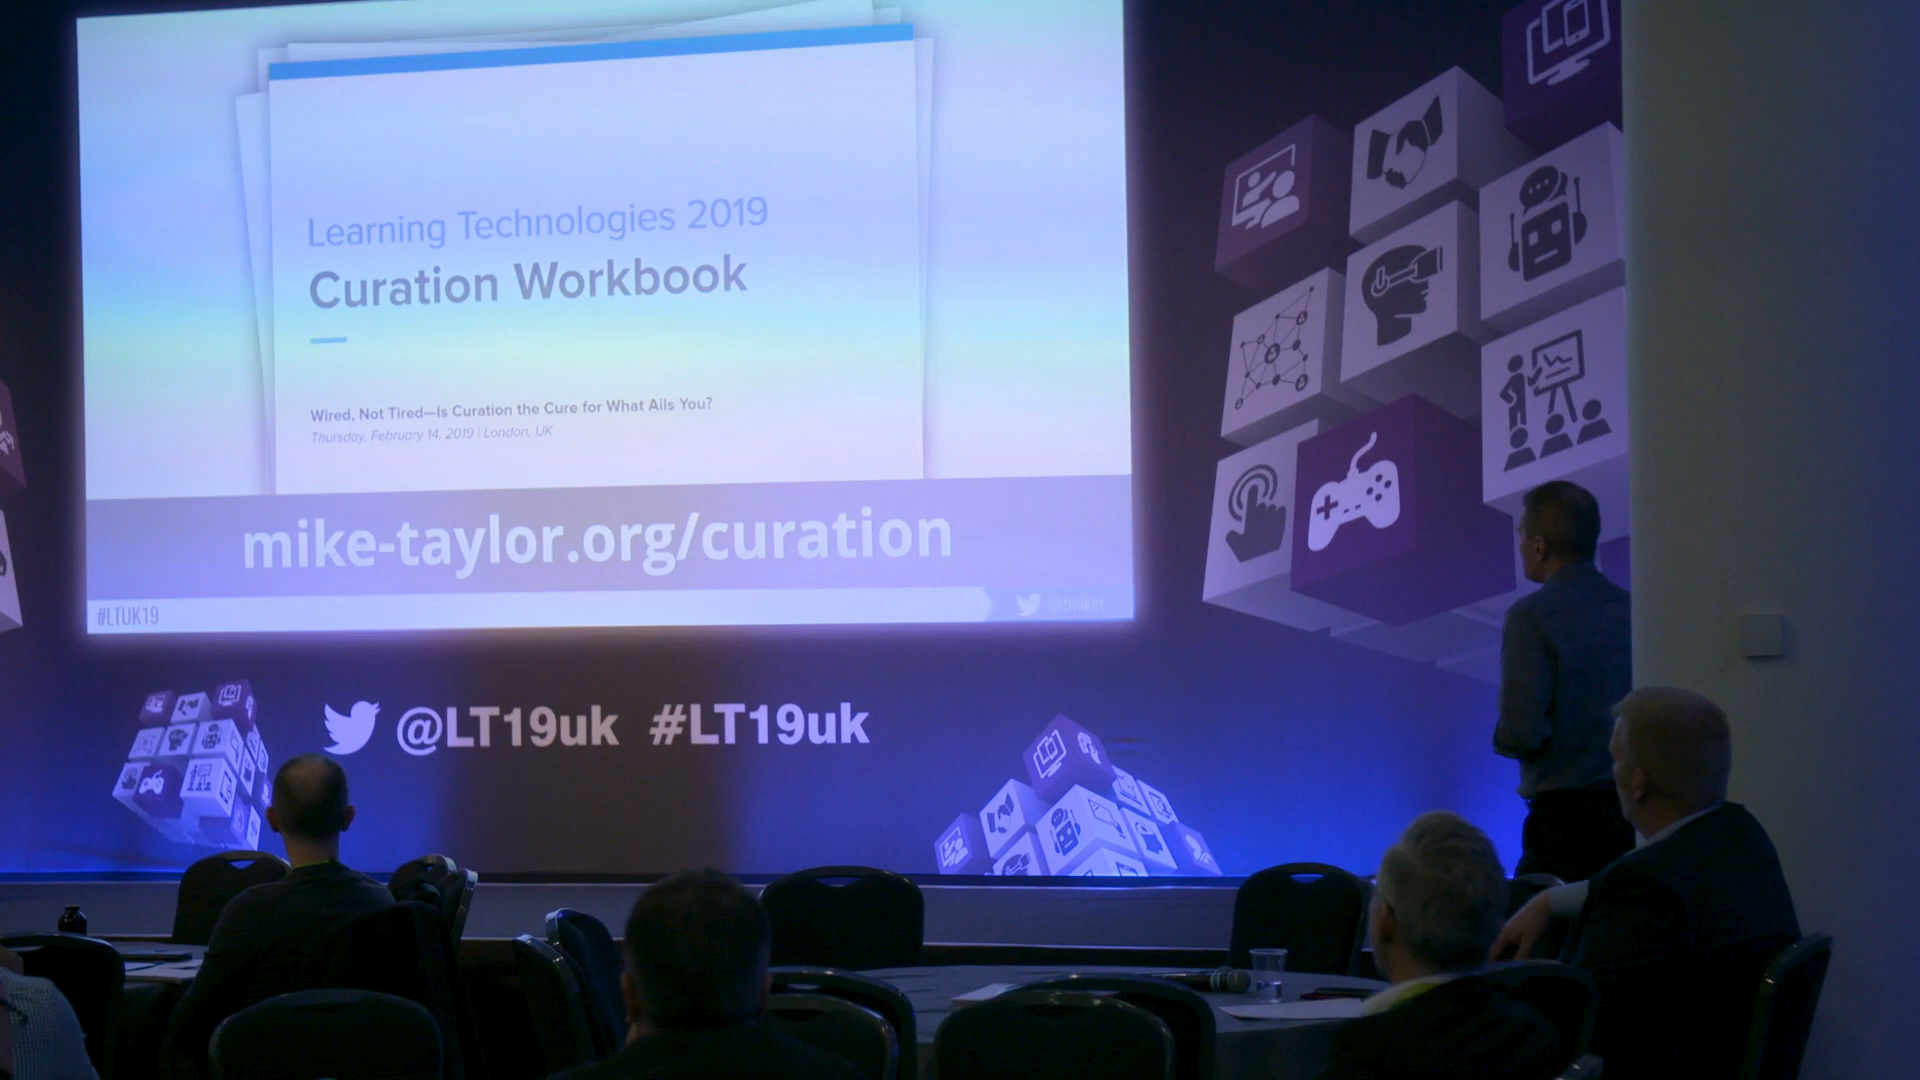 Learning Technologies 2019
Curation Workbook
Wired, Not Tired—Is Curation the Cure for What Ails You?
Thursday, February 14, 2019 | London, UK
mike-taylor.org/curation
#LTUK19
@tmiket
@LT19uk #LT19uk